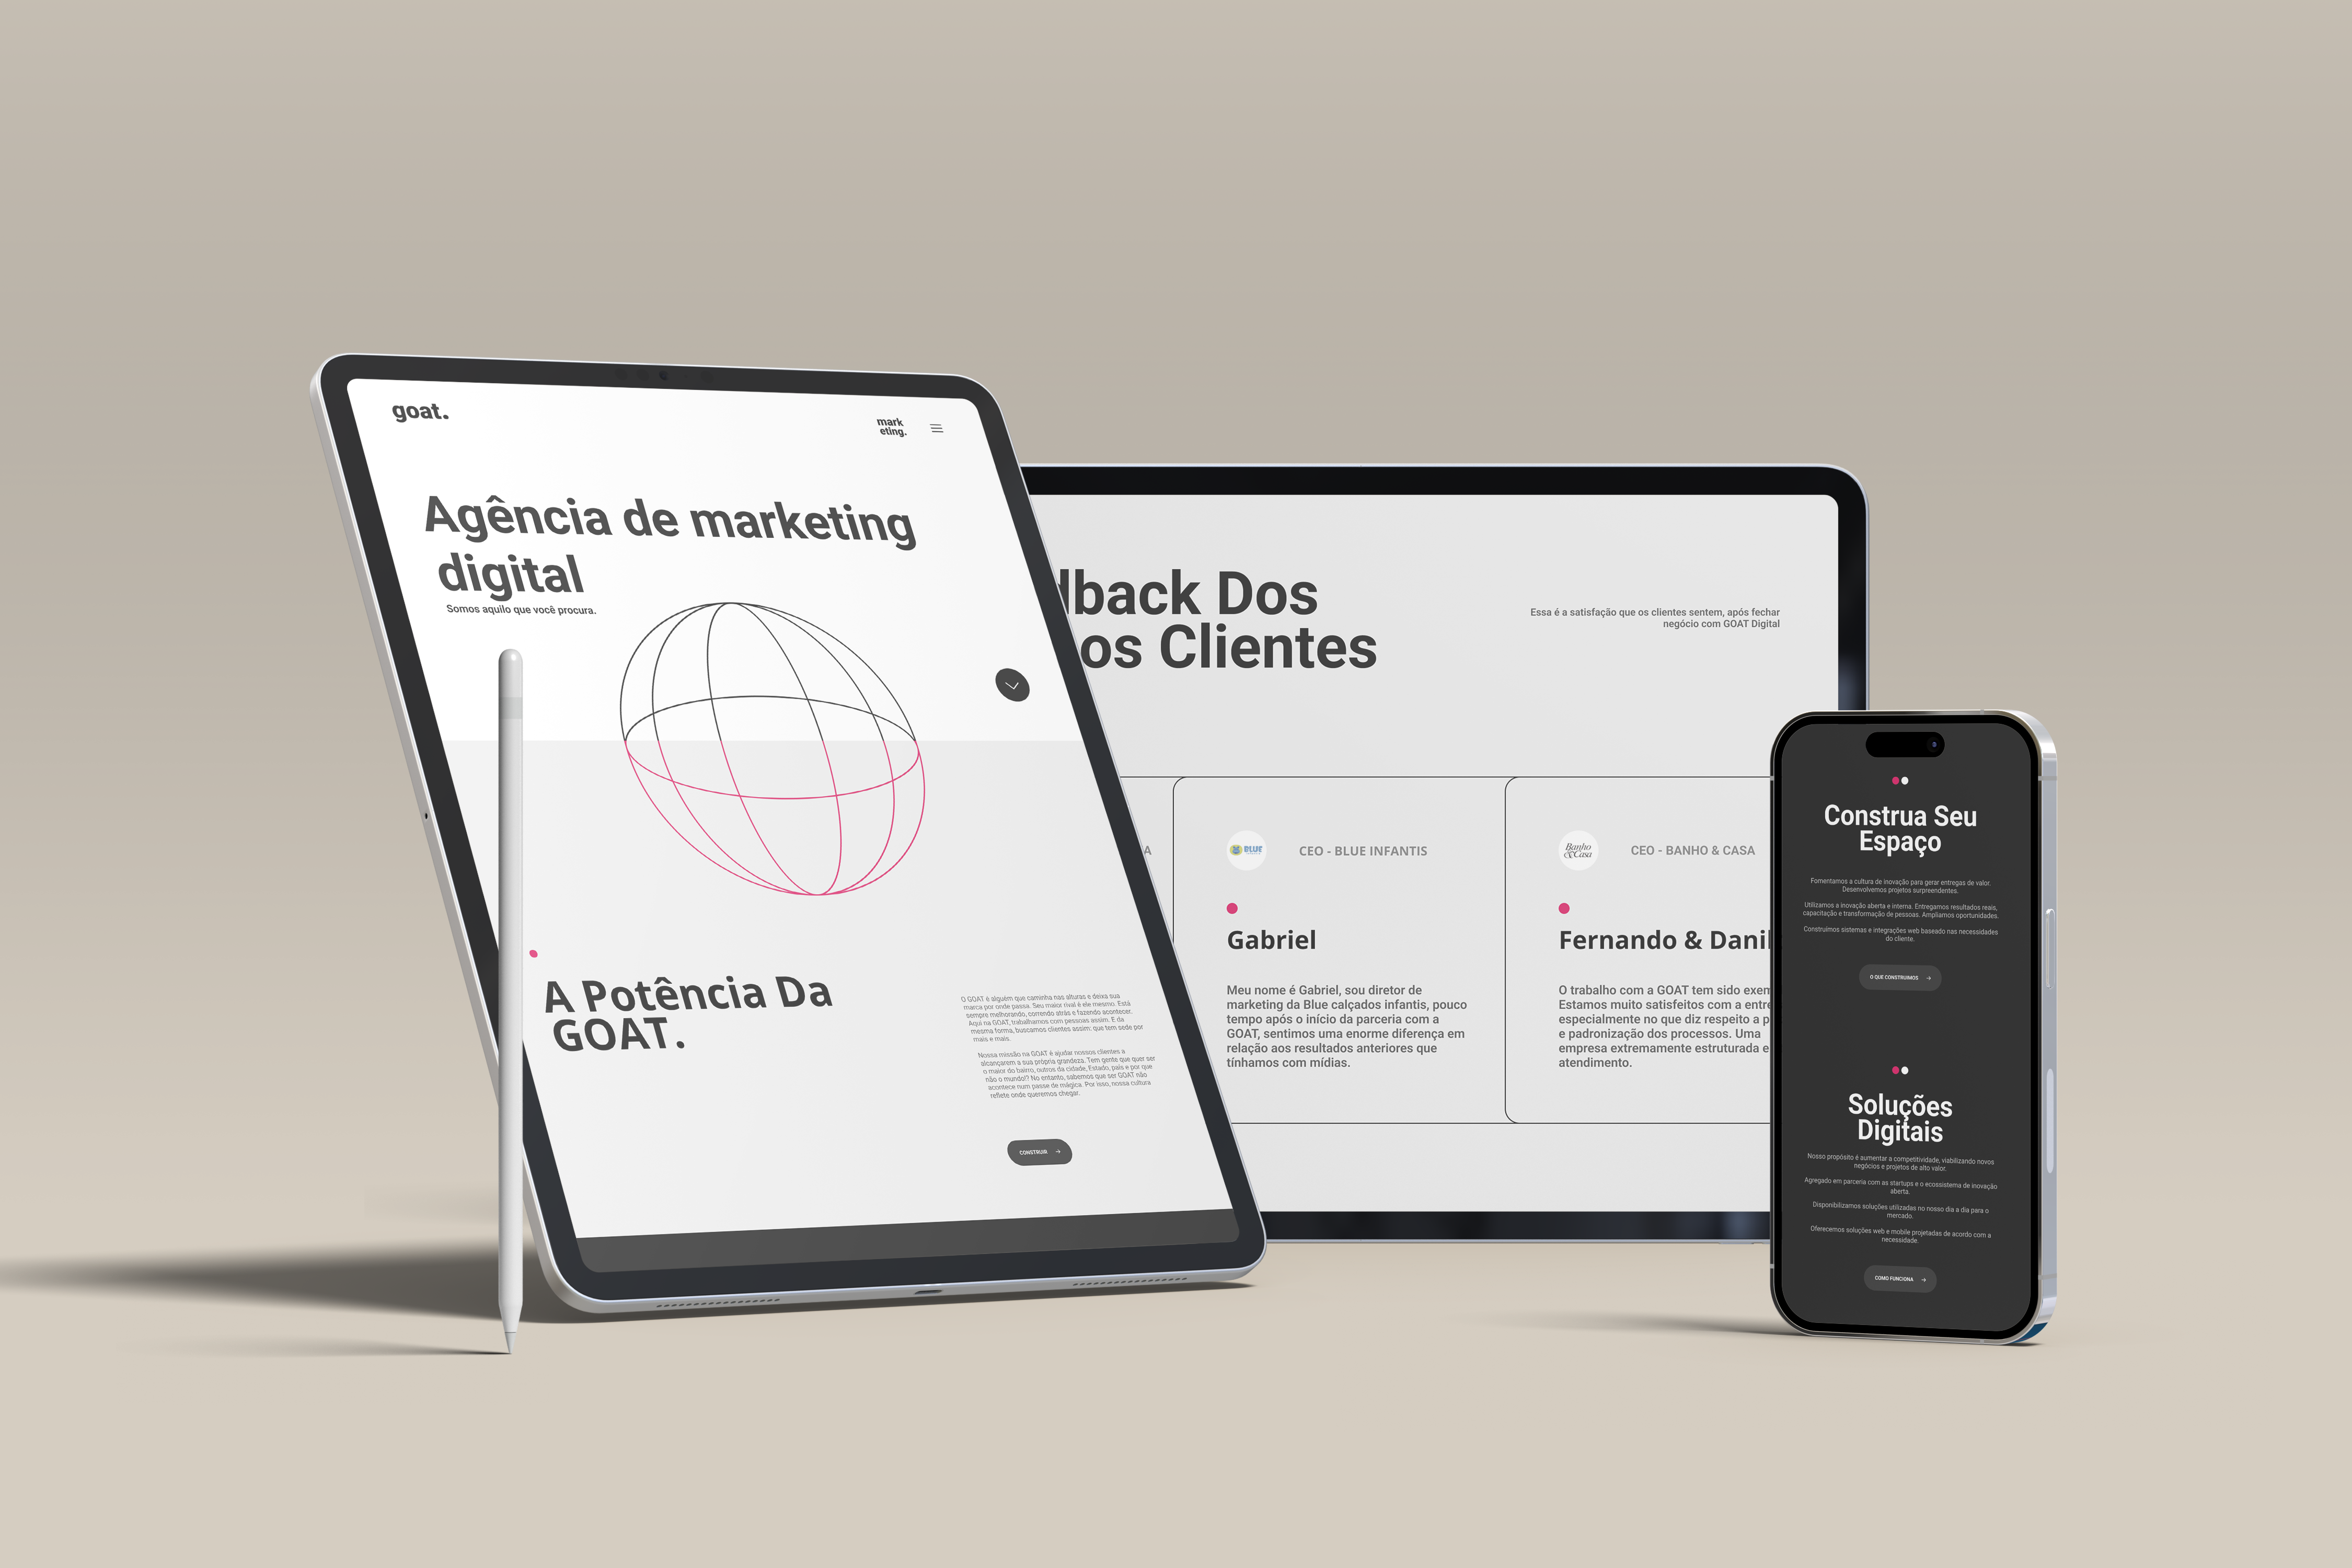 goat.
mark
eting.
Agência de marketing
digital
Somos aquilo que você procura.
A Potência Da
GOAT.
O GOAT é alguém que caminha nas alturas e deixa sua
marca por onde passa. Seu maior rival é ele mesmo. Está
sempre melhorando, correndo atrás e fazendo acontecer.
Aqui na GOAT, trabalhamos com pessoas assim. E da
mesma forma, buscamos clientes assim: que tem sede por
mais e mais.
Nossa missão na GOAT é ajudar nossos clientes a
alcançarem a sua própria grandeza. Tem gente que quer ser
o maior do bairro, outros da cidade, Estado, país e por que
não o mundo!? No entanto, sabemos que ser GOAT não
acontece num passe de mágica. Por isso, nossa cultura
reflete onde queremos chegar.
CONSTRUIR
dback Dos
os Clientes
Essa é a satisfação que os clientes sentem, após fechar
negócio com GOAT Digital
A
BLUE
CEO - BLUE INFANTIS
Gabriel
Meu nome é Gabriel, sou diretor de
marketing da Blue calçados infantis, pouco
tempo após o início da parceria com a
GOAT, sentimos uma enorme diferença em
relação aos resultados anteriores que
tínhamos com mídias.
Banho
&Casa
CEO - BANHO & CASA
Fernando & Dani
O trabalho com a GOAT tem sido exem
Estamos muito satisfeitos com a entre
especialmente no que diz respeito a p
e padronização dos processos. Uma
empresa extremamente estruturada e
atendimento.
Construa Seu
Espaço
Fomentamos a cultura de inovação para gerar entregas de valor.
Desenvolvemos projetos surpreendentes.
Utilizamos a inovação aberta e interna. Entregamos resultados reais,
capacitação e transformação de pessoas. Ampliamos oportunidades.
Construímos sistemas e integrações web baseado nas necessidades
do cliente.
O QUE CONSTRUIMOS
Soluções
Digitais
Nosso propósito é aumentar a competitividade, viabilizando novos
negócios e projetos de alto valor.
Agregado em parceria com as startups e o ecossistema de inovação
aberta.
Disponibilizamos soluções utilizadas no nosso dia a dia para o
mercado.
Oferecemos soluções web e mobile projetadas de acordo com a
necessidade.
COMO FUNCIONA